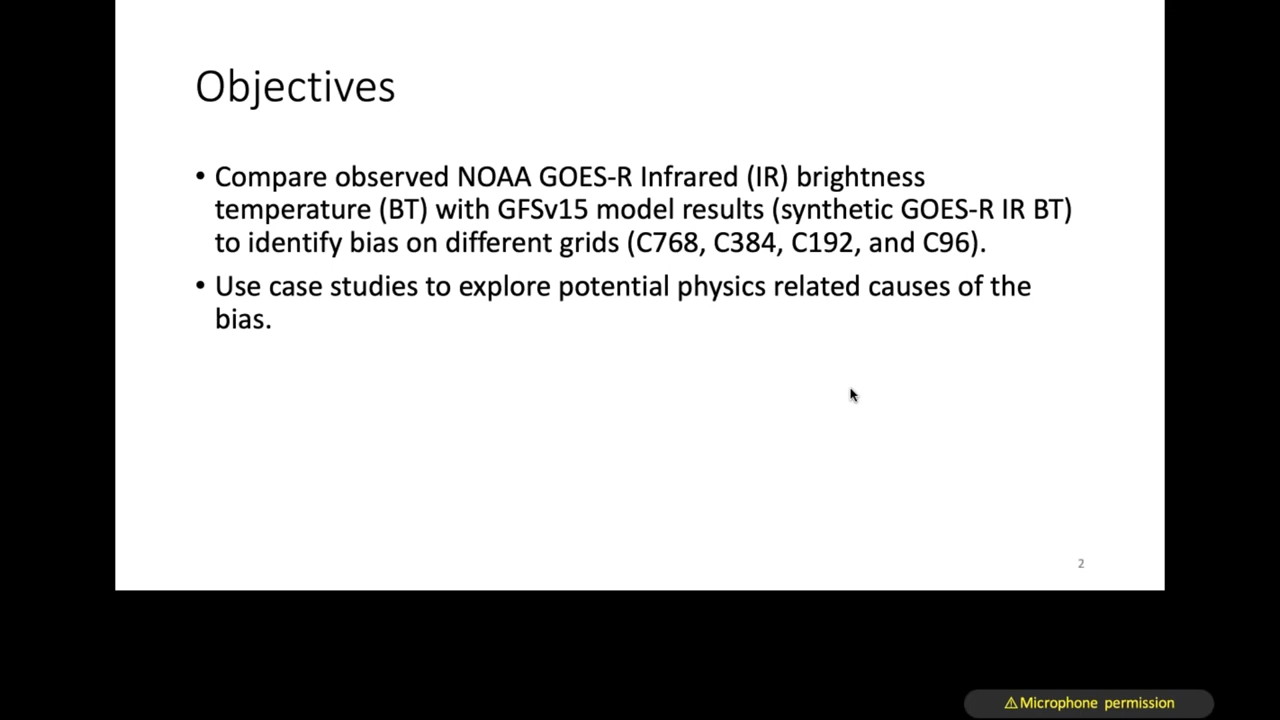 Objectives
• Compare observed NOAA GOES-R Infrared (IR) brightness
temperature (BT) with GFSv15 model results (synthetic GOES-R IR BT)
to identify bias on different grids (C768, C384, C192, and C96).
• Use case studies to explore potential physics related causes of the
bias.
2
⚠Microphone permission